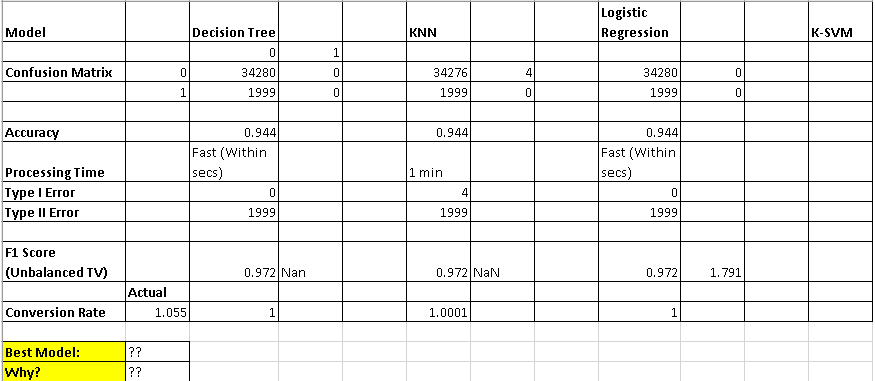 Model Decision Tree KNN Logistic Regression K-SVM
0 1
Confusion Matrix 0 34280 0 34276 4 34280 0
1 1999 0 1999 0 1999 0
Accuracy 0.944 0.944 0.944
Processing Time Fast (Within secs) 1 min Fast (Within secs)
Type I Error 0 4 0
Type II Error 1999 1999 1999
F1 Score
(Unbalanced TV) 0.972 Nan 0.972 NaN 0.972 1.791
Actual
Conversion Rate 1.055 1 1.0001 1
Best Model: ??
Why? ??